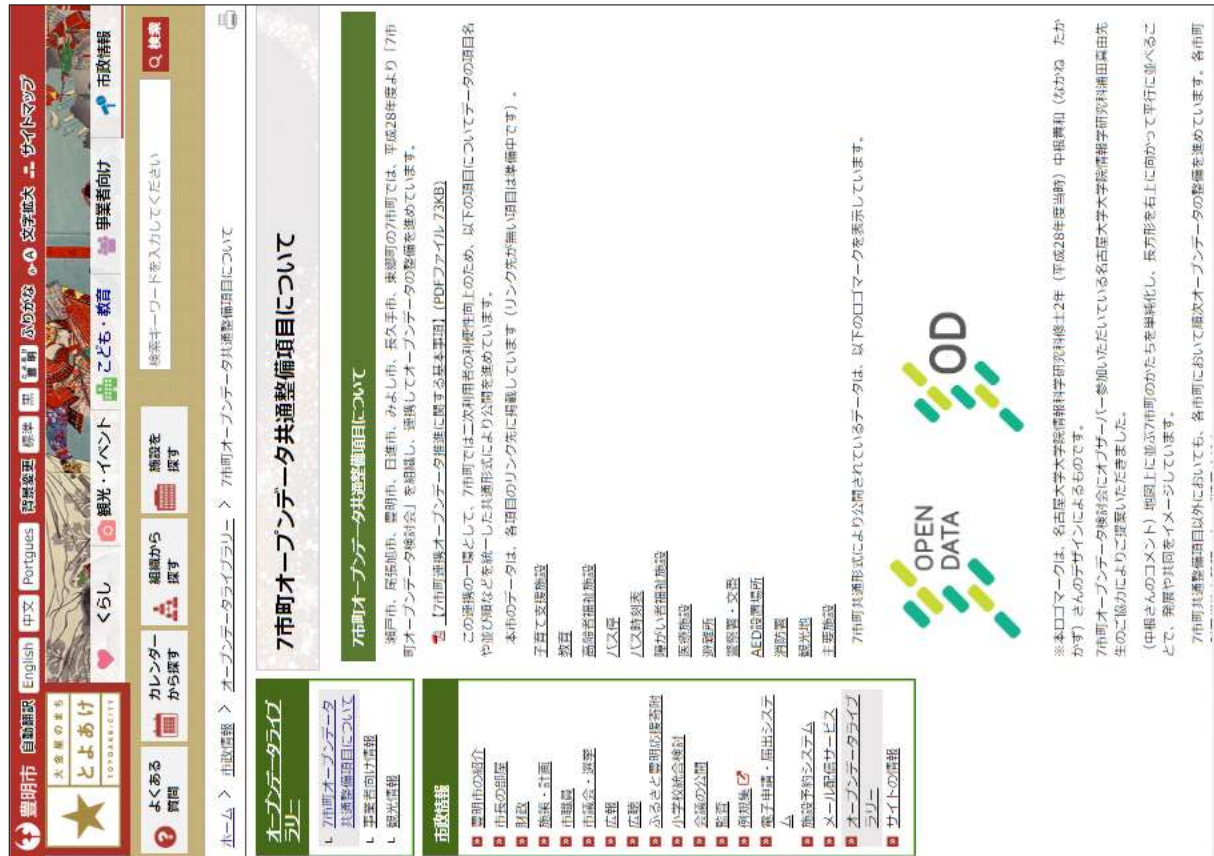 豊明市 自動翻訳 English 中文 Portgues 背景変更 標準 黒 豊明 ふりがな 文字拡大 サイトマップ
大金星のまち
とよあけ
TOYOAKE:CITY
くらし 観光・イベント こども・教育 事業者向け 市政情報
よくある質問
カレンダーから探す
組織から探す
施設を探す
検索キーワードを入力してください
検索
ホーム > 市政情報 > オープンデータライブラリー > 7市町オープンデータ共通整備項目について
オープンデータライブ
ラリー
7市町オープンデータ
共通整備項目について
事業者向け情報
観光情報
市政情報
豊明市の紹介
市長の部屋
財政
施策・計画
市職員
市議会・選挙
広報
広聴
ふるさと豊明応援寄附
小学校統合検討
会議の公開
監査
例規集
電子申請・届出システ
ム
施設予約システム
メール配信サービス
オープンデータライブ
ラリー
サイトの情報
7市町オープンデータ共通整備項目について
7市町オープンデータ共通整備項目について
瀬戸市、尾張旭市、豊明市、日進市、みよし市、長久手市、東郷町の7市町では、平成28年度より「7市
町オープンデータ検討会」を組織し、連携してオープンデータの整備を進めています。
【7市町連携オープンデータ推進に関する基本事項】(PDFファイル 73KB)
この連携の一環として、7市町では二次利用者の利便性向上のため、以下の項目についてデータの項目名
や並び順などを統一した共通形式により公開を進めています。
本市のデータは、各項目のリンク先に掲載しています（リンク先が無い項目は準備中です）。
子育て支援施設
教育
高齢者福祉施設
バス停
バス時刻表
障がい者福祉施設
医療施設
避難所
警察署・交番
AED設置場所
消防署
観光地
主要施設
7市町共通形式により公開されているデータは、以下のロゴマークを表示しています。
OPEN
DATA
OD
※本ロゴマークは、名古屋大学大学院情報科学研究科修士2年（平成28年度当時）中根貴和（なかね たか
かず）さんのデザインによるものです。
7市町オープンデータ検討会にオブザーバー参加いただいている名古屋大学大学院情報学研究科浦田真由先
生のご協力によりご提案いただきました。
（中根さんのコメント）地図上に並ぶ7市町のかたちを単純化し、長方形を右上に向かって平行に並べるこ
とで、発展や共同をイメージしています。
7市町共通整備項目以外においても、各市町において順次オープンデータの整備を進めています。各市町